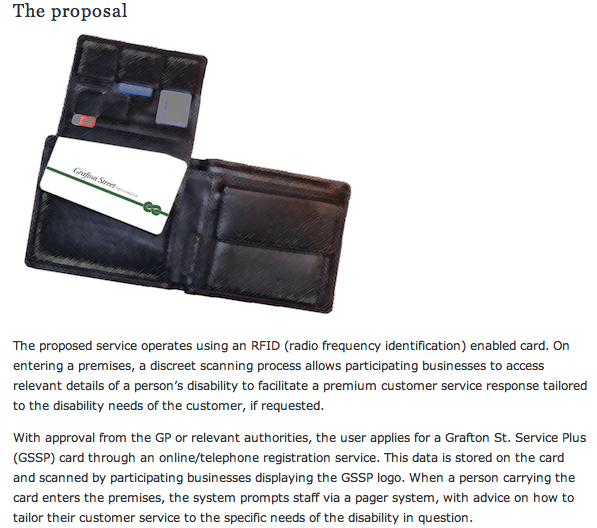 The proposal
Grafton Street
The proposed service operates using an RFID (radio frequency identification) enabled card. On
entering a premises, a discreet scanning process allows participating businesses to access
relevant details of a person's disability to facilitate a premium customer service response tailored
to the disability needs of the customer, if requested.
With approval from the GP or relevant authorities, the user applies for a Grafton St. Service Plus
(GSSP) card through an online/telephone registration service. This data is stored on the card
and scanned by participating businesses displaying the GSSP logo. When a person carrying the
card enters the premises, the system prompts staff via a pager system, with advice on how to
tailor their customer service to the specific needs of the disability in question.